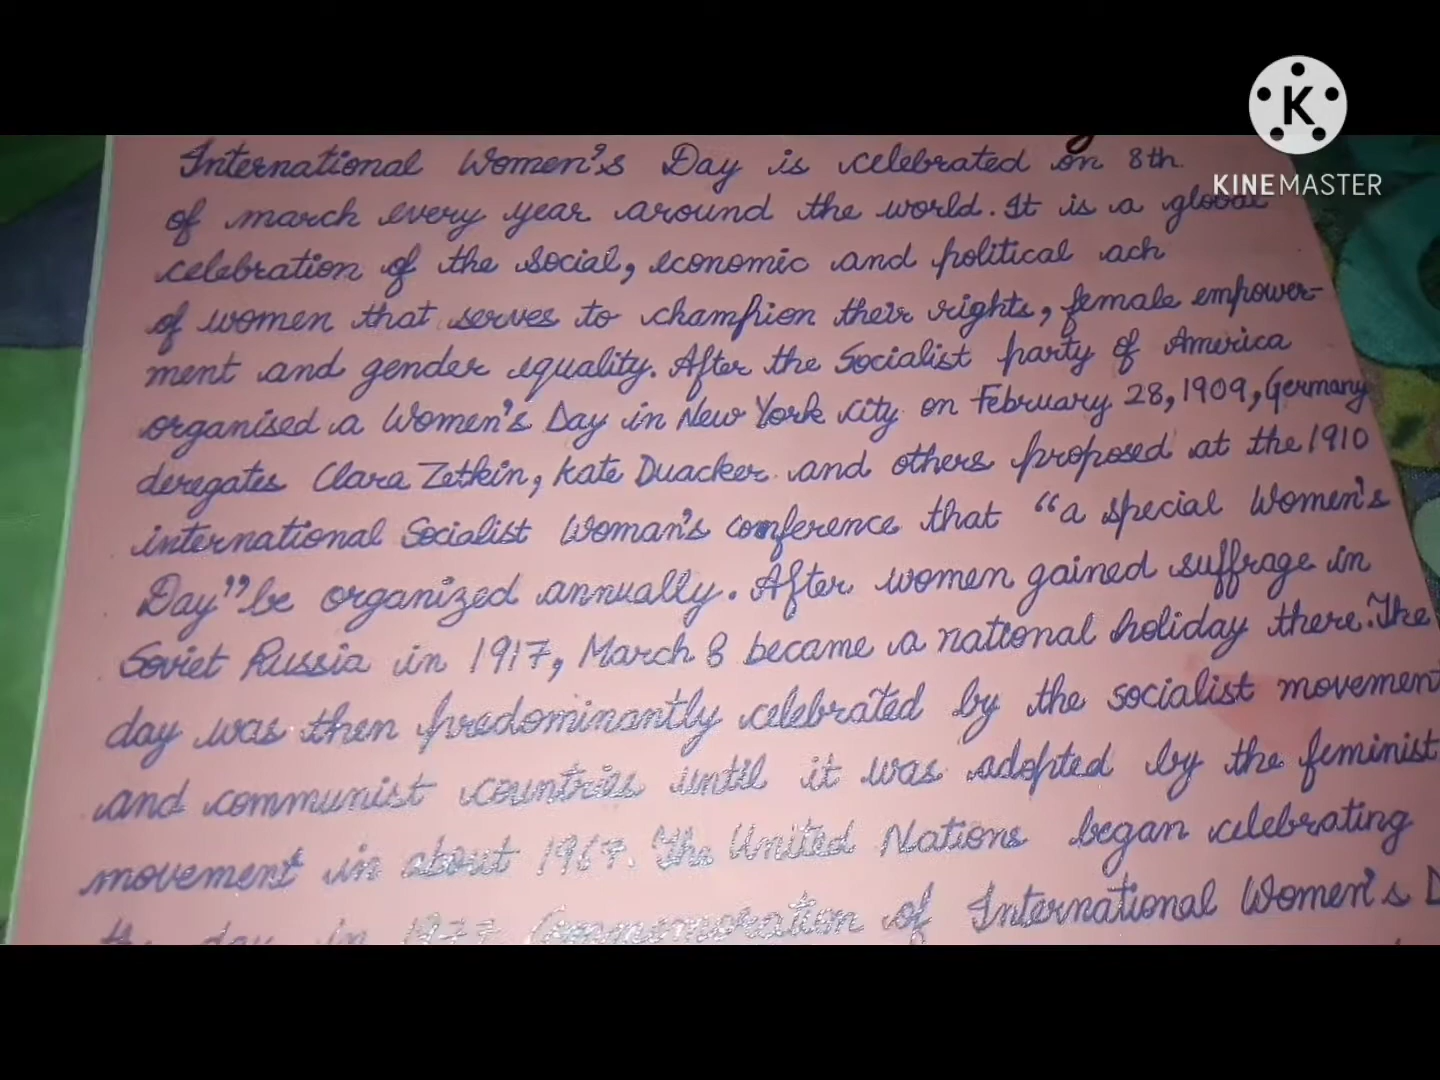 KINEMASTER
International Women's Day is celebrated on 8th
of march every year around the world. It is a global
celebration of the social, economic and political ach
of women that serves to champion their rights, female empower-
ment and gender equality. After the Socialist party of America
organised a Women's Day in New York city on February 28, 1909, Germany
deregates Clara Zetkin, Kate Duacker and others proposed at the 1910
international Socialist Woman's conference that "a special Women's
Day" be organized annually. After women gained suffrage in
Soviet Russia in 1917, March 8 became a national holiday there. The
day was then predominantly celebrated by the socialist movement
and communist countries until it was adopted by the feminist
movement in about 1967. The United Nations began celebrating
the day in 1977. Commemoration of International Women's D